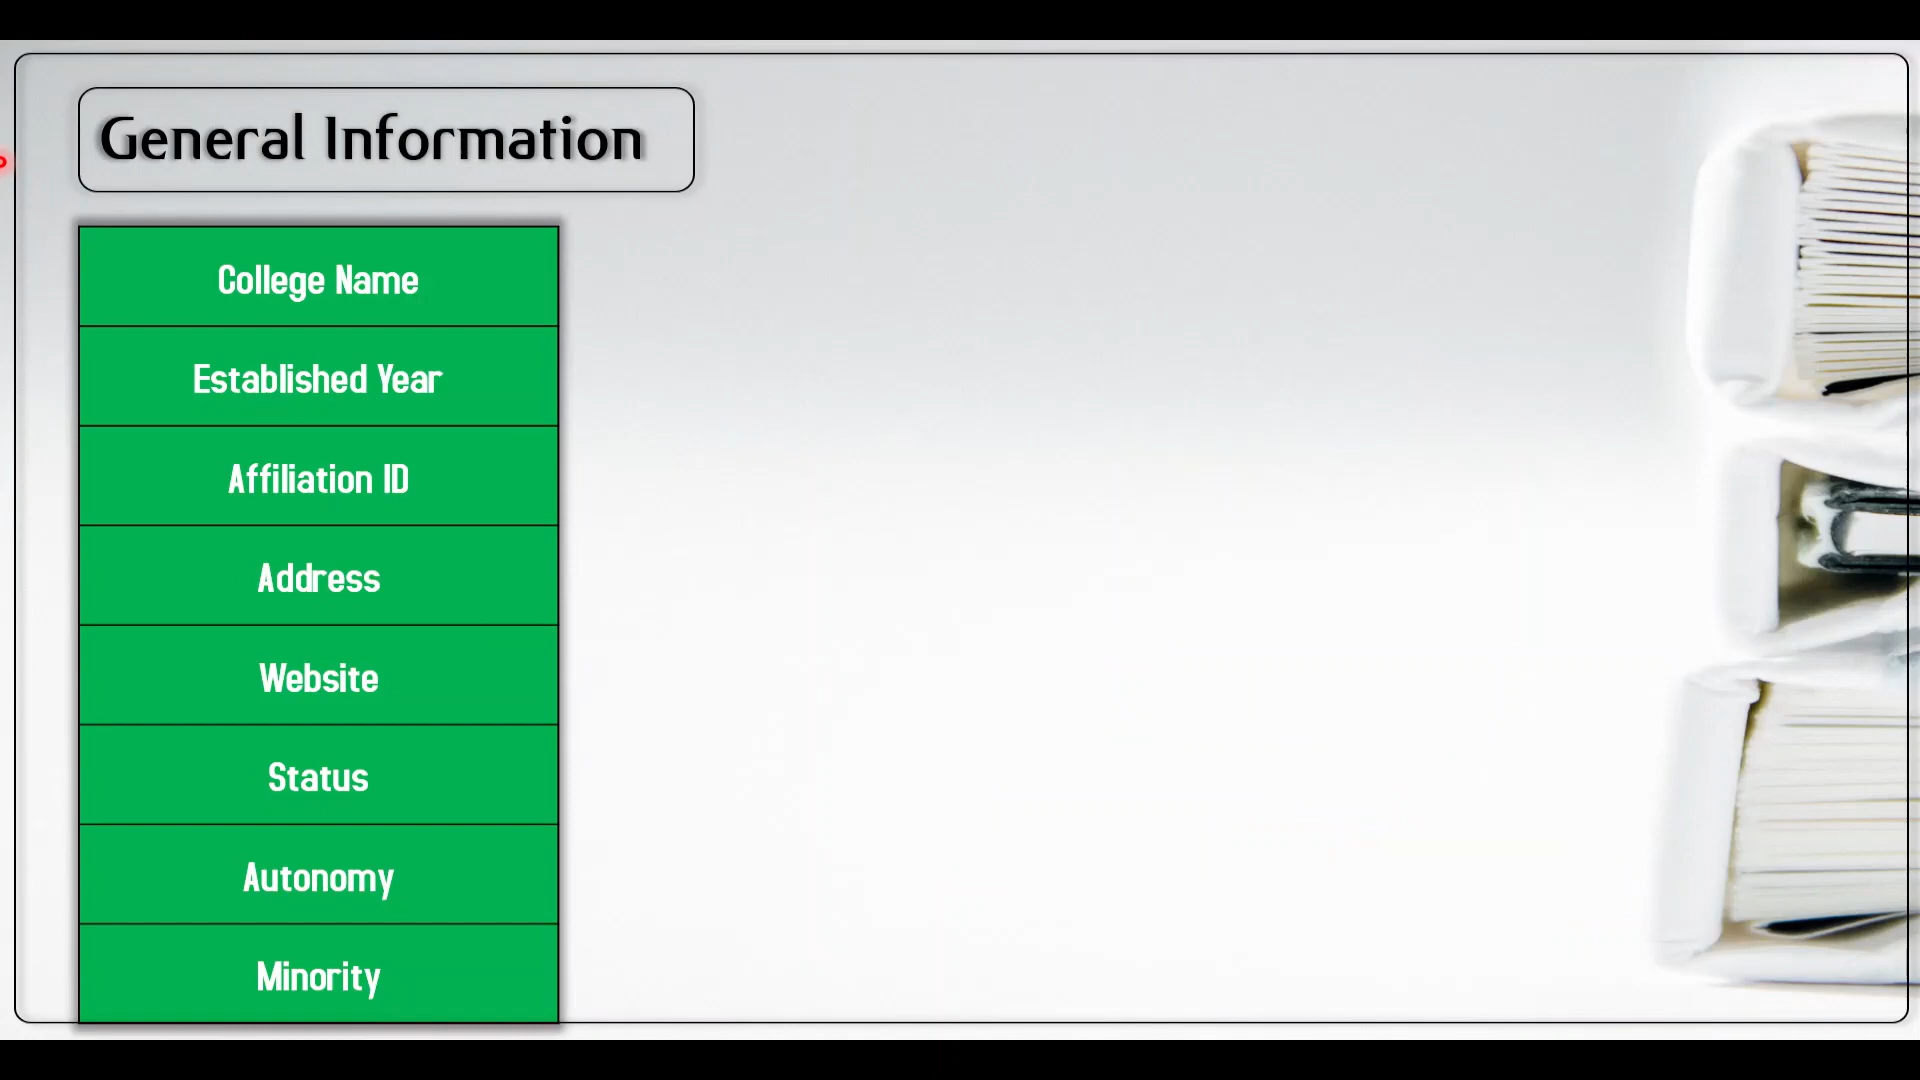 General Information
College Name
Established Year
Affiliation ID
Address
Website
Status
Autonomy
Minority